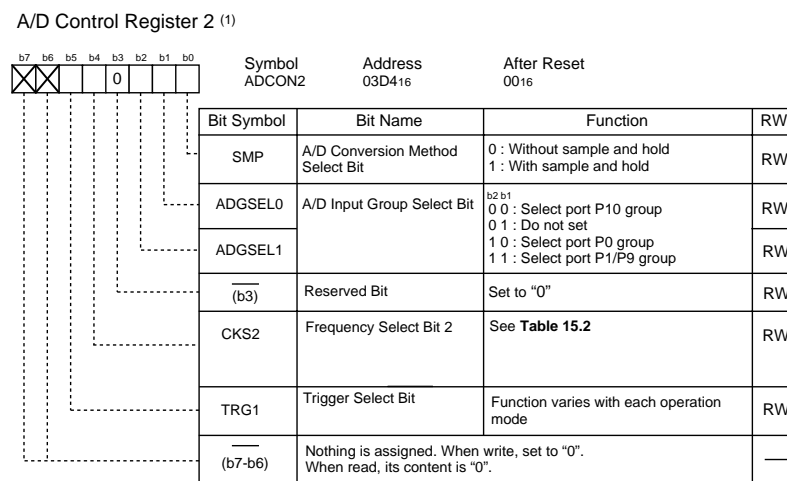 A/D Control Register 2 (1)
b7 b6 b5 b4 b3 b2 b1 b0
0
Symbol Address After Reset
ADCON2 03D416 0016
Bit Symbol Bit Name Function RW
SMP A/D Conversion Method Select Bit 0 : Without sample and hold RW
1 : With sample and hold
ADGSEL0 A/D Input Group Select Bit b2 b1 RW
0 0 : Select port P10 group
0 1 : Do not set
ADGSEL1 1 0 : Select port P0 group RW
1 1 : Select port P1/P9 group
(b3) Reserved Bit Set to “0” RW
CKS2 Frequency Select Bit 2 See Table 15.2 RW
TRG1 Trigger Select Bit Function varies with each operation mode RW
(b7-b6) Nothing is assigned. When write, set to “0”.
When read, its content is “0”.